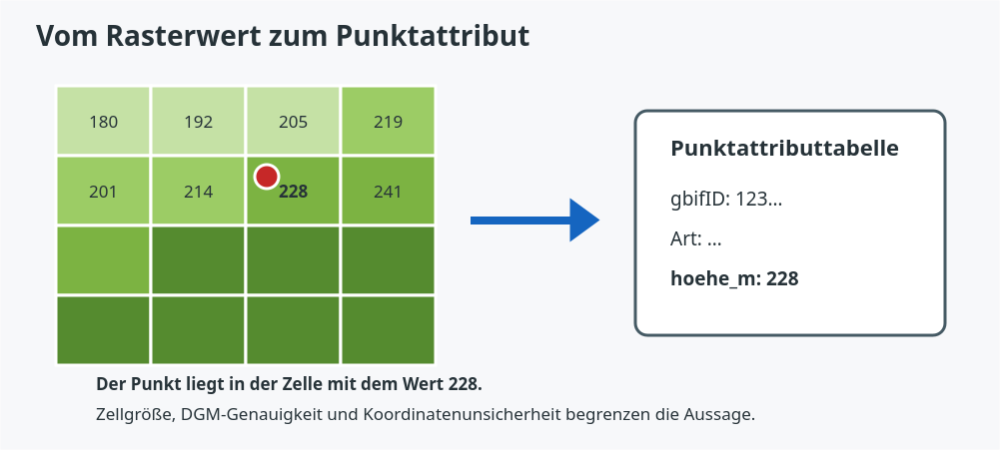 Vom Rasterwert zum Punktattribut
180 192 205 219
201 214 228 241
Punktattributtabelle
gbifID: 123...
Art: ...
hoehe_m: 228
Der Punkt liegt in der Zelle mit dem Wert 228.
Zellgröße, DGM-Genauigkeit und Koordinatenunsicherheit begrenzen die Aussage.